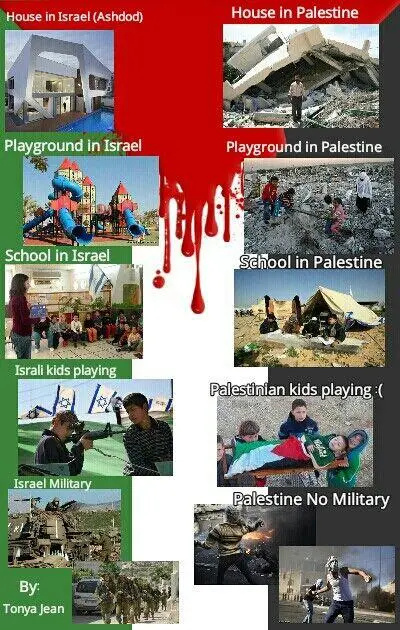 House in Israel (Ashdod)
House in Palestine
Playground in Israel
Playground in Palestine
School in Israel
School in Palestine
Israli kids playing
Palestinian kids playing :(
Israel Military
Palestine No Military
By:
Tonya Jean